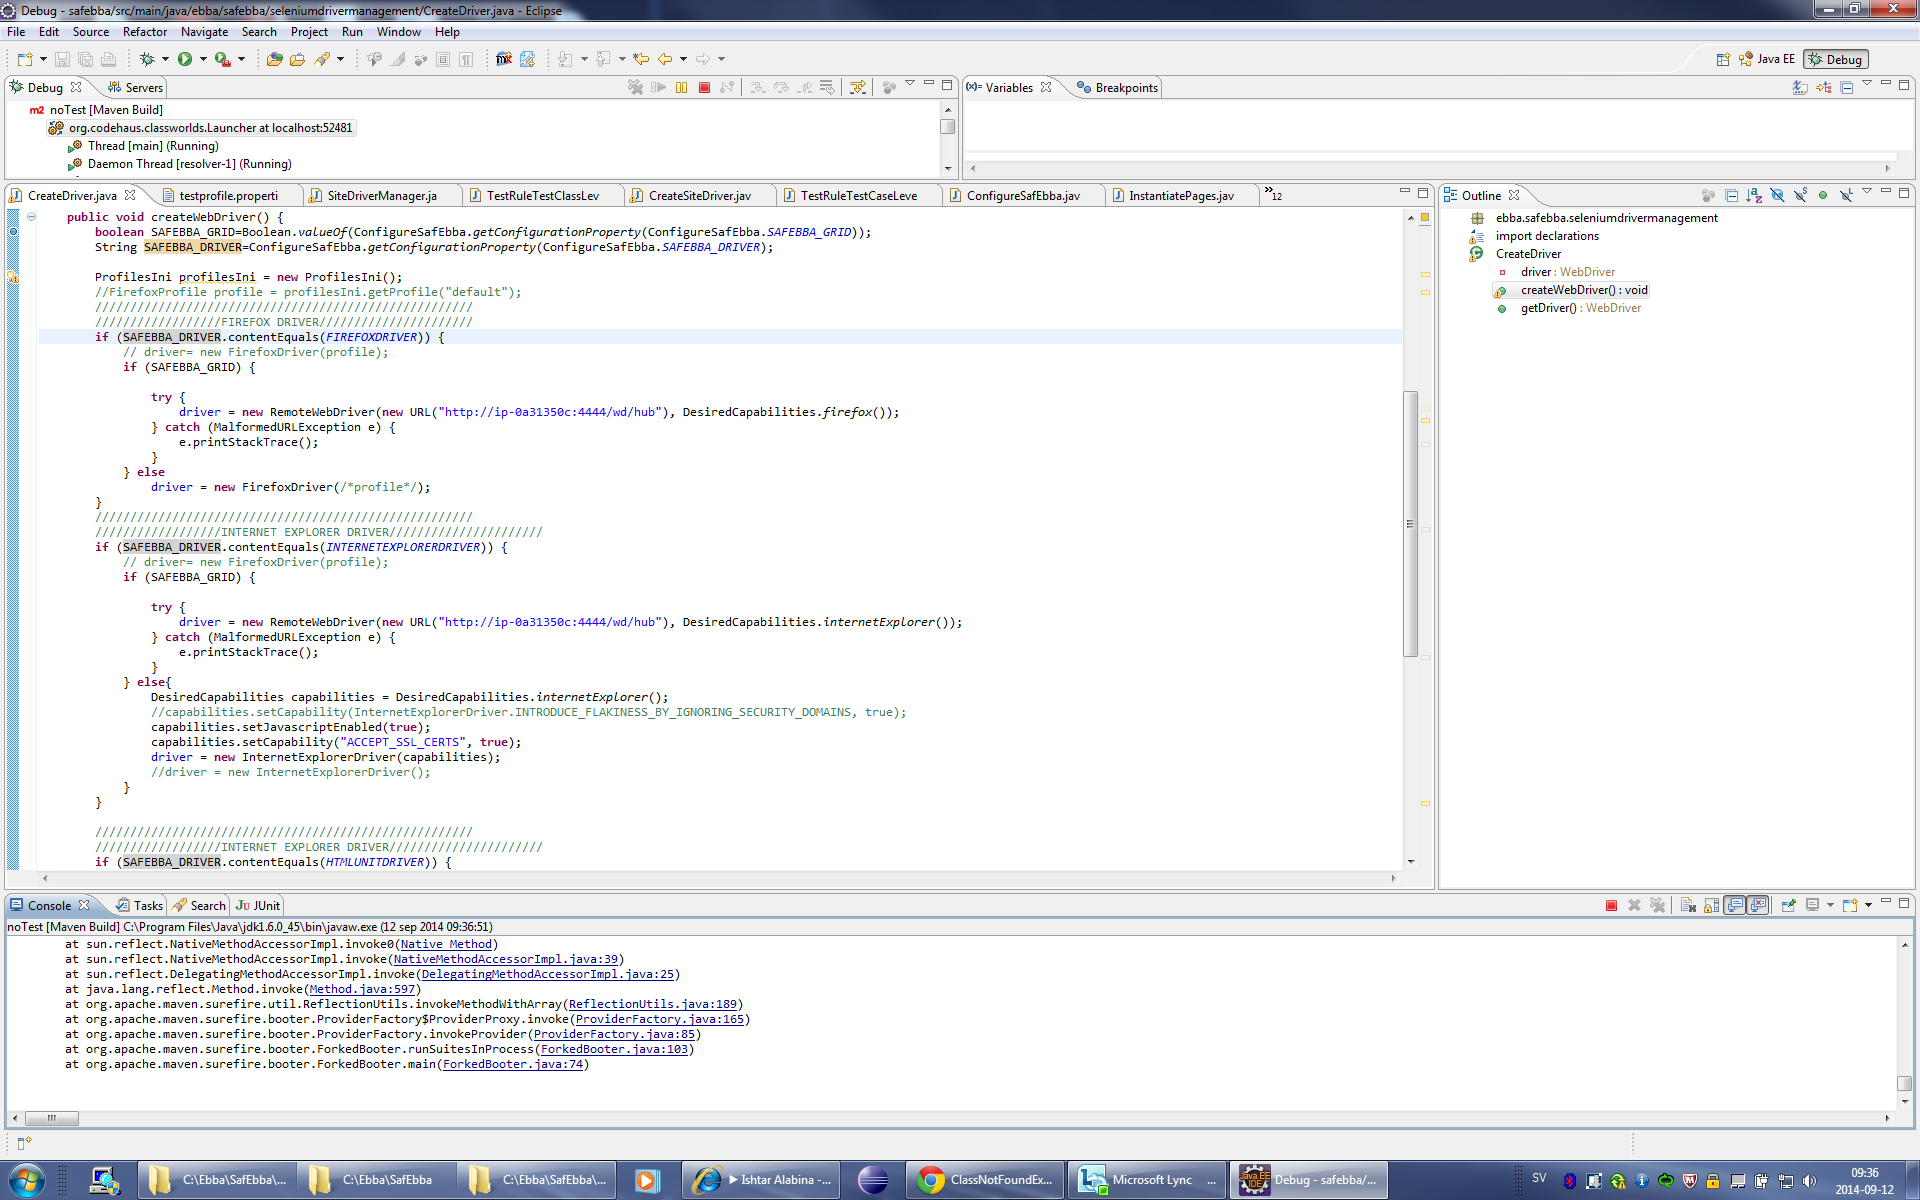 Debug - safebba/src/main/java/ebba/safebba/seleniumdrivermanagement/CreateDriver.java - Eclipse
File Edit Source Refactor Navigate Search Project Run Window Help
Java EE Debug
Debug Servers
noTest [Maven Build]
org.codehaus.classworlds.Launcher at localhost:52481
Thread [main] (Running)
Daemon Thread [resolver-1] (Running)
(x)= Variables Breakpoints
CreateDriver.java testprofile.properti SiteDriverManager.ja TestRuleTestClassLev CreateSiteDriver.jav TestRuleTestCaseLeve ConfigureSafEbba.jav InstantiatePages.jav »12
public void createWebDriver() {
boolean SAFEBBA_GRID=Boolean.valueOf(ConfigureSafEbba.getConfigurationProperty(ConfigureSafEbba.SAFEBBA_GRID));
String SAFEBBA_DRIVER=ConfigureSafEbba.getConfigurationProperty(ConfigureSafEbba.SAFEBBA_DRIVER);
ProfilesIni profilesIni = new ProfilesIni();
//FirefoxProfile profile = profilesIni.getProfile("default");
//////////////////////////////////////////////////////
//////////////////FIREFOX DRIVER//////////////////////
if (SAFEBBA_DRIVER.contentEquals(FIREFOXDRIVER)) {
// driver= new FirefoxDriver(profile);
if (SAFEBBA_GRID) {
try {
driver = new RemoteWebDriver(new URL("http://ip-0a31350c:4444/wd/hub"), DesiredCapabilities.firefox());
} catch (MalformedURLException e) {
e.printStackTrace();
}
} else
driver = new FirefoxDriver(/*profile*/);
}
//////////////////////////////////////////////////////
//////////////////INTERNET EXPLORER DRIVER//////////////////////
if (SAFEBBA_DRIVER.contentEquals(INTERNETEXPLORERDRIVER)) {
// driver= new FirefoxDriver(profile);
if (SAFEBBA_GRID) {
try {
driver = new RemoteWebDriver(new URL("http://ip-0a31350c:4444/wd/hub"), DesiredCapabilities.internetExplorer());
} catch (MalformedURLException e) {
e.printStackTrace();
}
} else{
DesiredCapabilities capabilities = DesiredCapabilities.internetExplorer();
//capabilities.setCapability(InternetExplorerDriver.INTRODUCE_FLAKINESS_BY_IGNORING_SECURITY_DOMAINS, true);
capabilities.setJavascriptEnabled(true);
capabilities.setCapability("ACCEPT_SSL_CERTS", true);
driver = new InternetExplorerDriver(capabilities);
//driver = new InternetExplorerDriver();
}
}
//////////////////////////////////////////////////////
//////////////////INTERNET EXPLORER DRIVER//////////////////////
if (SAFEBBA_DRIVER.contentEquals(HTMLUNITDRIVER)) {
Outline
ebba.safebba.seleniumdrivermanagement
import declarations
CreateDriver
driver : WebDriver
createWebDriver() : void
getDriver() : WebDriver
Console Tasks Search JUnit
noTest [Maven Build] C:\Program Files\Java\jdk1.6.0_45\bin\javaw.exe (12 sep 2014 09:36:51)
at sun.reflect.NativeMethodAccessorImpl.invoke0(Native Method)
at sun.reflect.NativeMethodAccessorImpl.invoke(NativeMethodAccessorImpl.java:39)
at sun.reflect.DelegatingMethodAccessorImpl.invoke(DelegatingMethodAccessorImpl.java:25)
at java.lang.reflect.Method.invoke(Method.java:597)
at org.apache.maven.surefire.util.ReflectionUtils.invokeMethodWithArray(ReflectionUtils.java:189)
at org.apache.maven.surefire.booter.ProviderFactory$ProviderProxy.invoke(ProviderFactory.java:165)
at org.apache.maven.surefire.booter.ProviderFactory.invokeProvider(ProviderFactory.java:85)
at org.apache.maven.surefire.booter.ForkedBooter.runSuitesInProcess(ForkedBooter.java:103)
at org.apache.maven.surefire.booter.ForkedBooter.main(ForkedBooter.java:74)
C:\Ebba\SafEbba\... C:\Ebba\SafEbba C:\Ebba\SafEbba\... Ishtar Alabina -... ClassNotFoundEx... Microsoft Lync ... Debug - safebba/... SV 09:36
2014-09-12